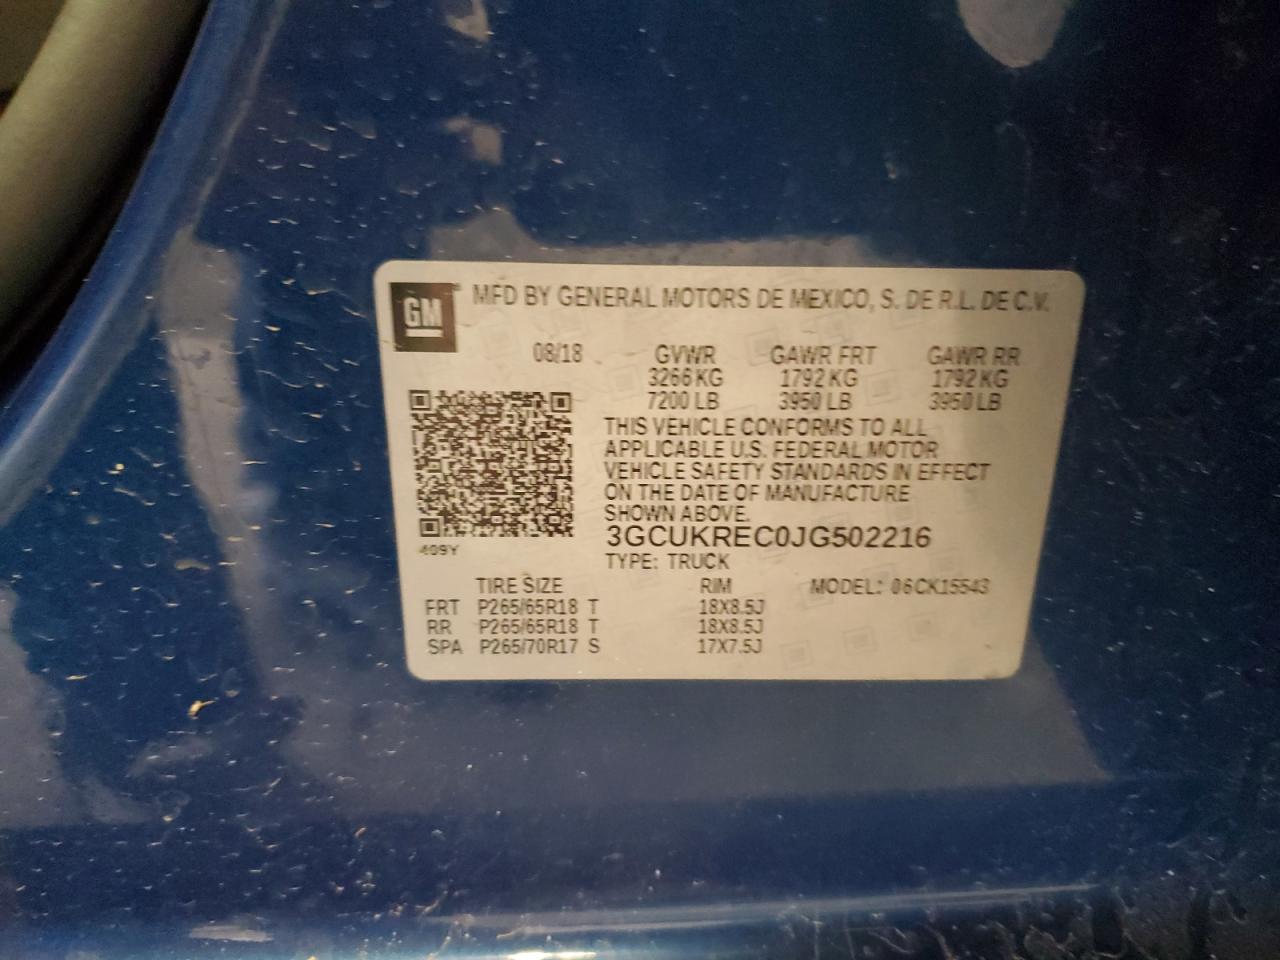 GM MFD BY GENERAL MOTORS DE MEXICO, S. DE R.L. DE C.V.
08/18 GVWR GAWR FRT GAWR RR
3266 KG 1792 KG 1792 KG
7200 LB 3950 LB 3950 LB
THIS VEHICLE CONFORMS TO ALL
APPLICABLE U.S. FEDERAL MOTOR
VEHICLE SAFETY STANDARDS IN EFFECT
ON THE DATE OF MANUFACTURE
SHOWN ABOVE.
3GCUKREC0JG502216
409Y TYPE: TRUCK
TIRE SIZE RIM MODEL: 06CK15543
FRT P265/65R18 T 18X8.5J
RR P265/65R18 T 18X8.5J
SPA P265/70R17 S 17X7.5J